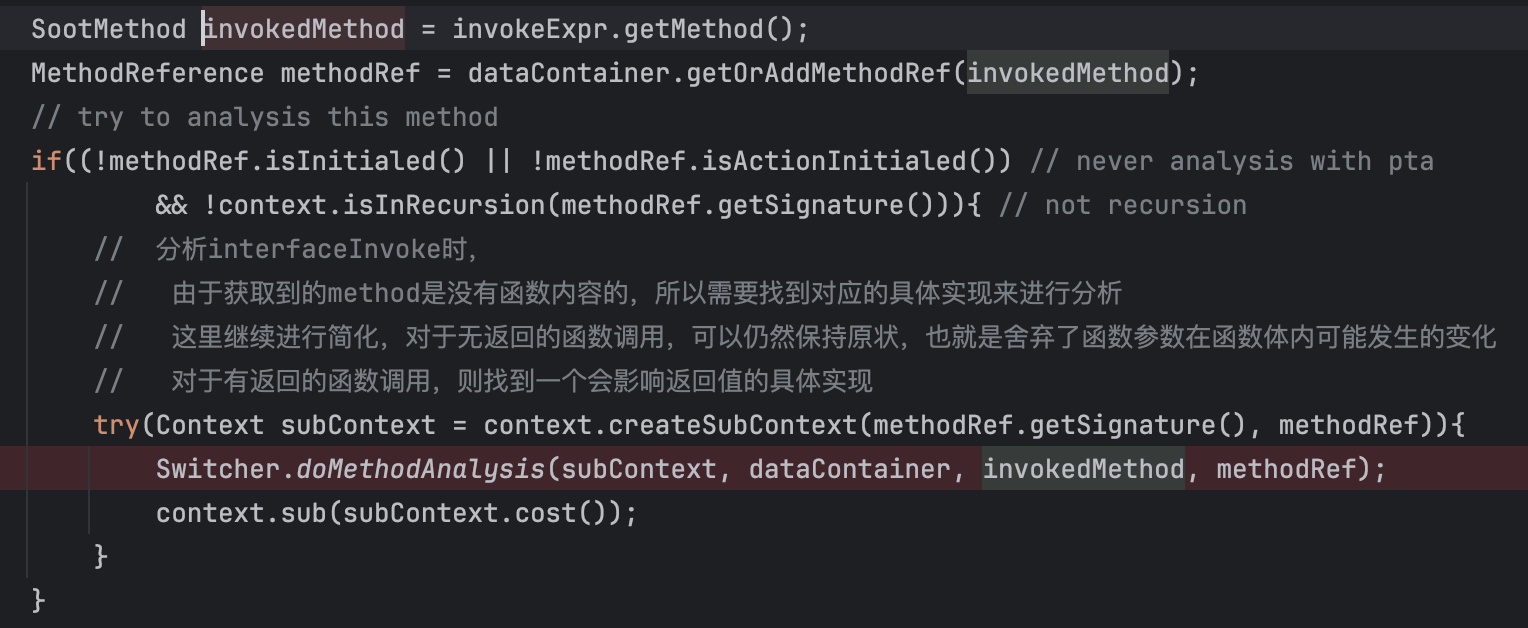 SootMethod invokedMethod = invokeExpr.getMethod();
MethodReference methodRef = dataContainer.getOrAddMethodRef(invokedMethod);
// try to analysis this method
if((!methodRef.isInitialed() || !methodRef.isActionInitialed()) // never analysis with pta
&& !context.isInRecursion(methodRef.getSignature())){ // not recursion
// 分析interfaceInvoke时，
// 由于获取到的method是没有函数内容的，所以需要找到对应的具体实现来进行分析
// 这里继续进行简化，对于无返回的函数调用，可以仍然保持原状，也就是舍弃了函数参数在函数体内可能发生的变化
// 对于有返回的函数调用，则找到一个会影响返回值的具体实现
try(Context subContext = context.createSubContext(methodRef.getSignature(), methodRef)){
Switcher.doMethodAnalysis(subContext, dataContainer, invokedMethod, methodRef);
context.sub(subContext.cost());
}
}